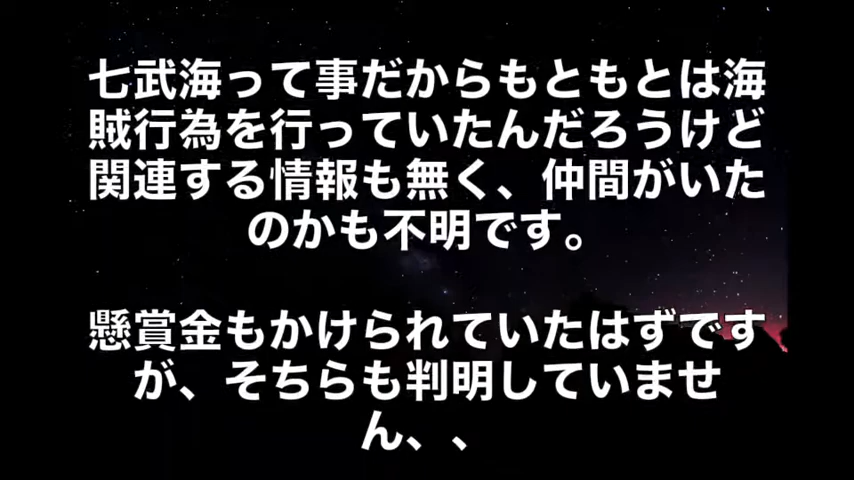 七武海って事だからもともとは海
賊行為を行っていたんだろうけど
関連する情報も無く、仲間がいた
のかも不明です。
懸賞金もかけられていたはずです
が、そちらも判明していませ
ん、、